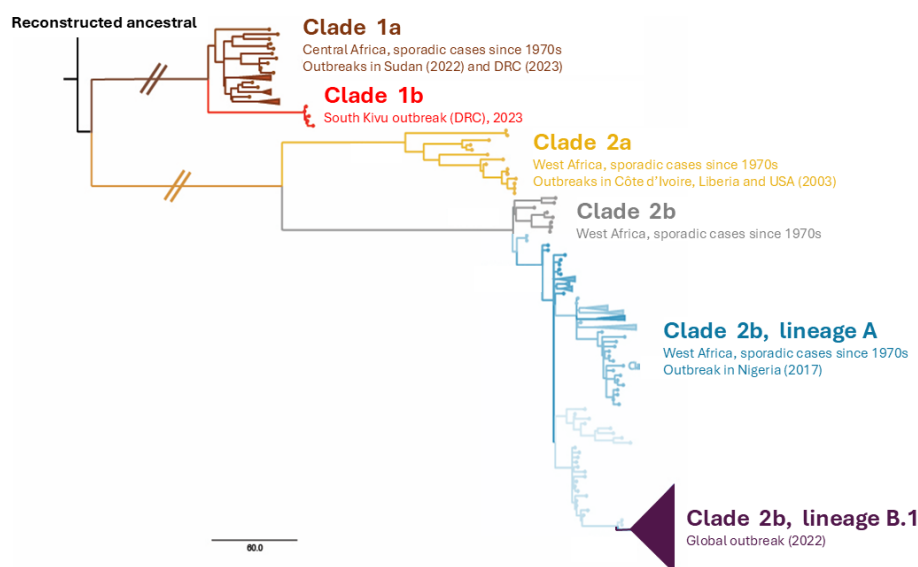 Reconstructed ancestral
Clade 1a
Central Africa, sporadic cases since 1970s
Outbreaks in Sudan (2022) and DRC (2023)
Clade 1b
South Kivu outbreak (DRC), 2023
Clade 2a
West Africa, sporadic cases since 1970s
Outbreaks in Côte d'Ivoire, Liberia and USA (2003)
Clade 2b
West Africa, sporadic cases since 1970s
Clade 2b, lineage A
West Africa, sporadic cases since 1970s
Outbreak in Nigeria (2017)
Clade 2b, lineage B.1
Global outbreak (2022)
60.0